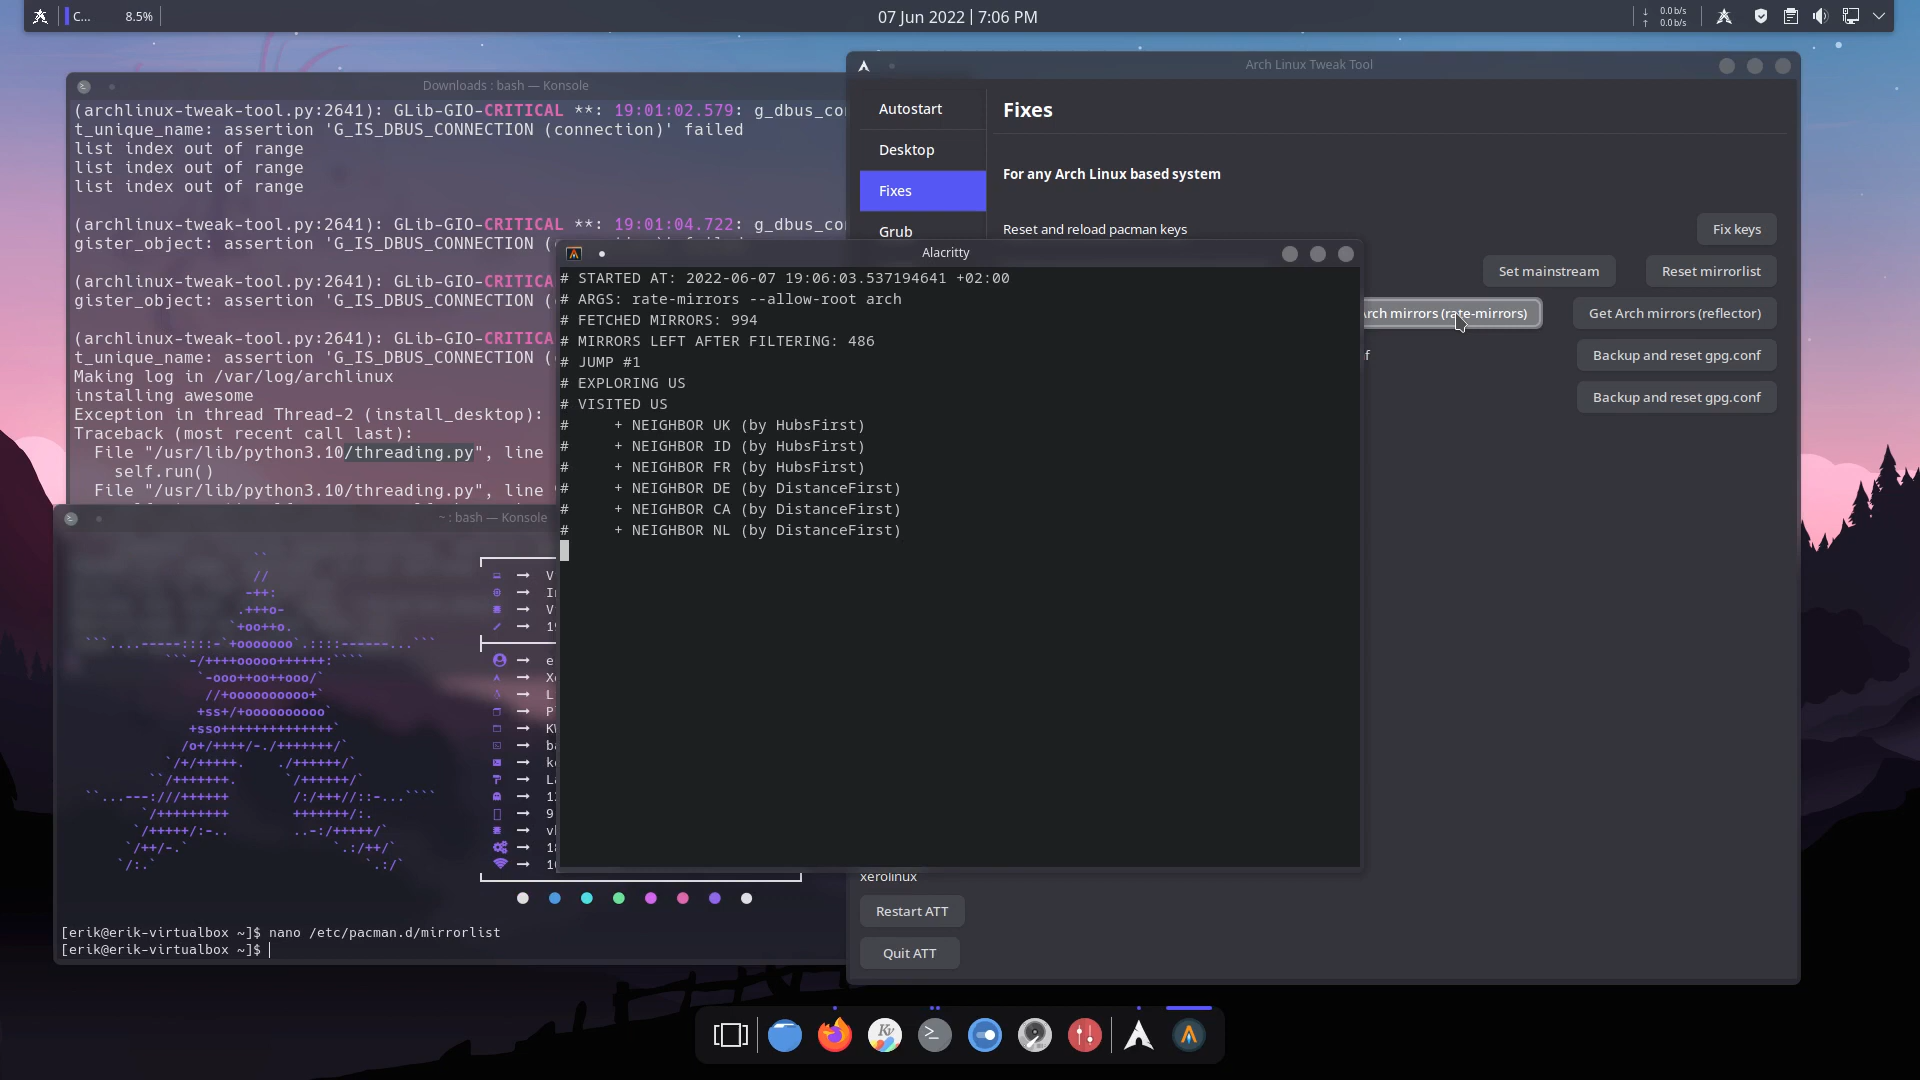 C...
8.5%
07 Jun 2022 | 7:06 PM
↓ 0.0 b/s
↑ 0.0 b/s
Downloads : bash — Konsole
(archlinux-tweak-tool.py:2641): GLib-GIO-CRITICAL **: 19:01:02.579: g_dbus_co
t_unique_name: assertion 'G_IS_DBUS_CONNECTION (connection)' failed
list index out of range
list index out of range
list index out of range
(archlinux-tweak-tool.py:2641): GLib-GIO-CRITICAL **: 19:01:04.722: g_dbus_co
gister_object: assertion 'G_IS_DBUS_CONNECTION (
(archlinux-tweak-tool.py:2641): GLib-GIO-CRITICA
gister_object: assertion 'G_IS_DBUS_CONNECTION (
(archlinux-tweak-tool.py:2641): GLib-GIO-CRITICA
t_unique_name: assertion 'G_IS_DBUS_CONNECTION (
Making log in /var/log/archlinux
installing awesome
Exception in thread Thread-2 (install_desktop):
Traceback (most recent call last):
File "/usr/lib/python3.10/threading.py", line
self.run()
File "/usr/lib/python3.10/threading.py", line
Arch Linux Tweak Tool
Autostart
Desktop
Fixes
Grub
Fixes
For any Arch Linux based system
Reset and reload pacman keys
Fix keys
Set mainstream
Reset mirrorlist
Arch mirrors (rate-mirrors)
Get Arch mirrors (reflector)
f
Backup and reset gpg.conf
Backup and reset gpg.conf
xerolinux
Restart ATT
Quit ATT
Alacritty
# STARTED AT: 2022-06-07 19:06:03.537194641 +02:00
# ARGS: rate-mirrors --allow-root arch
# FETCHED MIRRORS: 994
# MIRRORS LEFT AFTER FILTERING: 486
# JUMP #1
# EXPLORING US
# VISITED US
#     + NEIGHBOR UK (by HubsFirst)
#     + NEIGHBOR ID (by HubsFirst)
#     + NEIGHBOR FR (by HubsFirst)
#     + NEIGHBOR DE (by DistanceFirst)
#     + NEIGHBOR CA (by DistanceFirst)
#     + NEIGHBOR NL (by DistanceFirst)
~ : bash — Konsole
[erik@erik-virtualbox ~]$ nano /etc/pacman.d/mirrorlist
[erik@erik-virtualbox ~]$